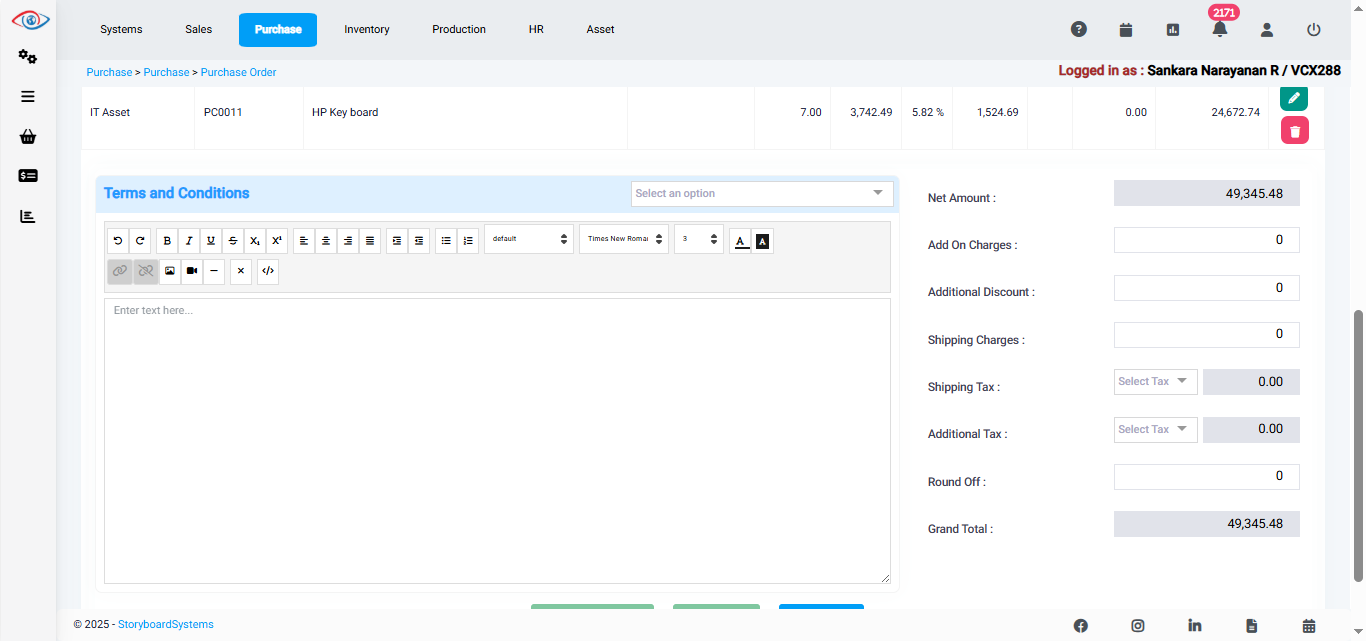 2171
Systems Sales Purchase Inventory Production HR Asset
Purchase > Purchase > Purchase Order
Logged in as : Sankara Narayanan R / VCX288
IT Asset PC0011 HP Key board 7.00 3,742.49 5.82 % 1,524.69 0.00 24,672.74
Terms and Conditions Select an option
default Times New Roman 3
Enter text here...
Net Amount : 49,345.48
Add On Charges : 0
Additional Discount : 0
Shipping Charges : 0
Shipping Tax : Select Tax 0.00
Additional Tax : Select Tax 0.00
Round Off : 0
Grand Total : 49,345.48
© 2025 - StoryboardSystems